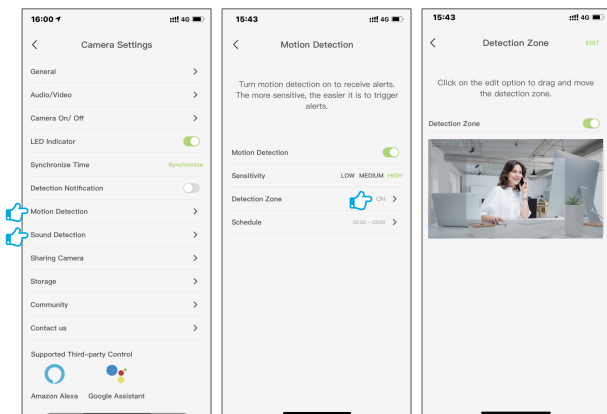 16:00
4G
Camera Settings
General
Audio/Video
Camera On/ Off
LED Indicator
Synchronize Time Synchronize
Detection Notification
Motion Detection
Sound Detection
Sharing Camera
Storage
Community
Contact us
Supported Third-party Control
Amazon Alexa Google Assistant
15:43
4G
Motion Detection
Turn motion detection on to receive alerts.
The more sensitive, the easier it is to trigger
alerts.
Motion Detection
Sensitivity LOW MEDIUM HIGH
Detection Zone ON
Schedule 00:00 – 23:59
15:43
4G
Detection Zone EDIT
Click on the edit option to drag and move
the detection zone.
Detection Zone